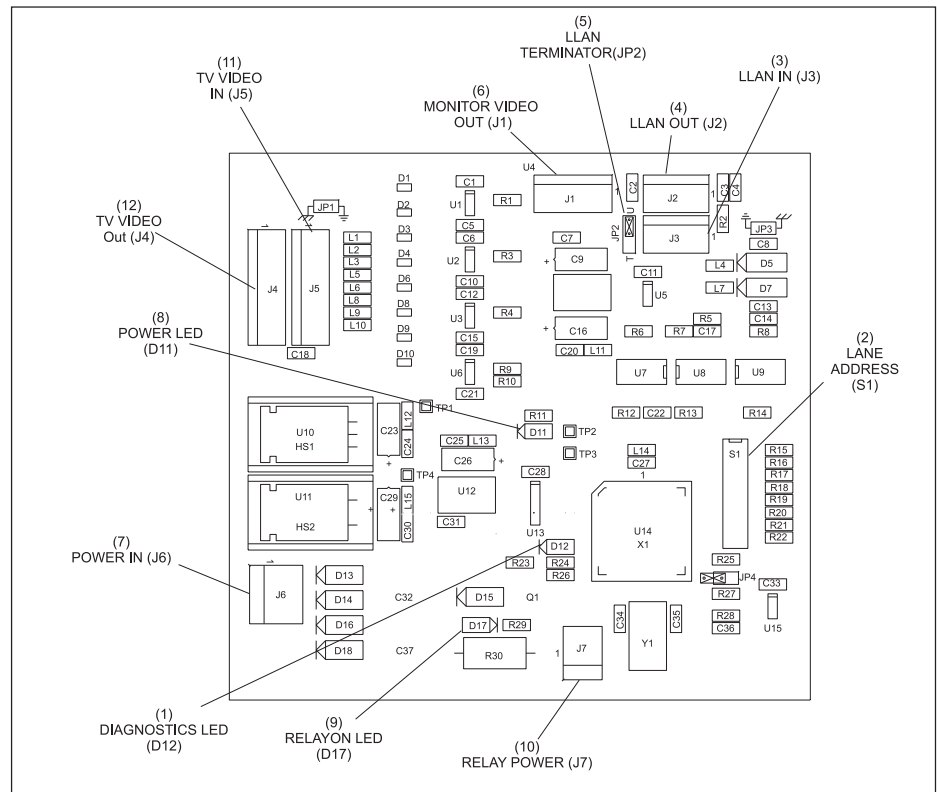 (5)
LLAN
TERMINATOR(JP2)
(11)
TV VIDEO
IN (J5)
(3)
LLAN IN (J3)
(6)
MONITOR VIDEO
OUT (J1)
(4)
LLAN OUT (J2)
(12)
TV VIDEO
Out (J4)
(8)
POWER LED
(D11)
(2)
LANE
ADDRESS
(S1)
(7)
POWER IN (J6)
(1)
DIAGNOSTICS LED
(D12)
(9)
RELAYON LED
(D17)
(10)
RELAY POWER (J7)
U4
D1
C1
C2
C3
C4
U1
R1
J1
1
J2
1
JP1
D2
U
R2
C5
JP2
J3
1
JP3
L1
D3
C6
C7
C8
L2
L3
D4
U2
R3
+
C9
T
L4
D5
L5
C10
C11
J4
J5
L6
D6
C12
U5
L7
D7
L8
D8
C13
L9
U3
R4
+
C16
R5
C14
L10
D9
C15
R6
R7
C17
R8
C18
D10
C19
C20
L11
U6
R9
R10
U7
U8
U9
C21
TP1
R11
R12
C22
R13
R14
L12
D11
TP2
U10
HS1
C23
C24
C25
L13
TP3
L14
S1
R15
+
C26
+
C27
R16
TP4
C28
1
R17
U11
L15
U12
R18
C29
R19
HS2
+
+
C30
C31
U13
U14
X1
R20
R21
R22
D12
R23
R24
R25
R26
J6
D13
JP4
C33
D14
C32
D15
Q1
R27
D16
D17
R29
C34
C35
R28
C36
U15
D18
C37
R30
1
J7
Y1